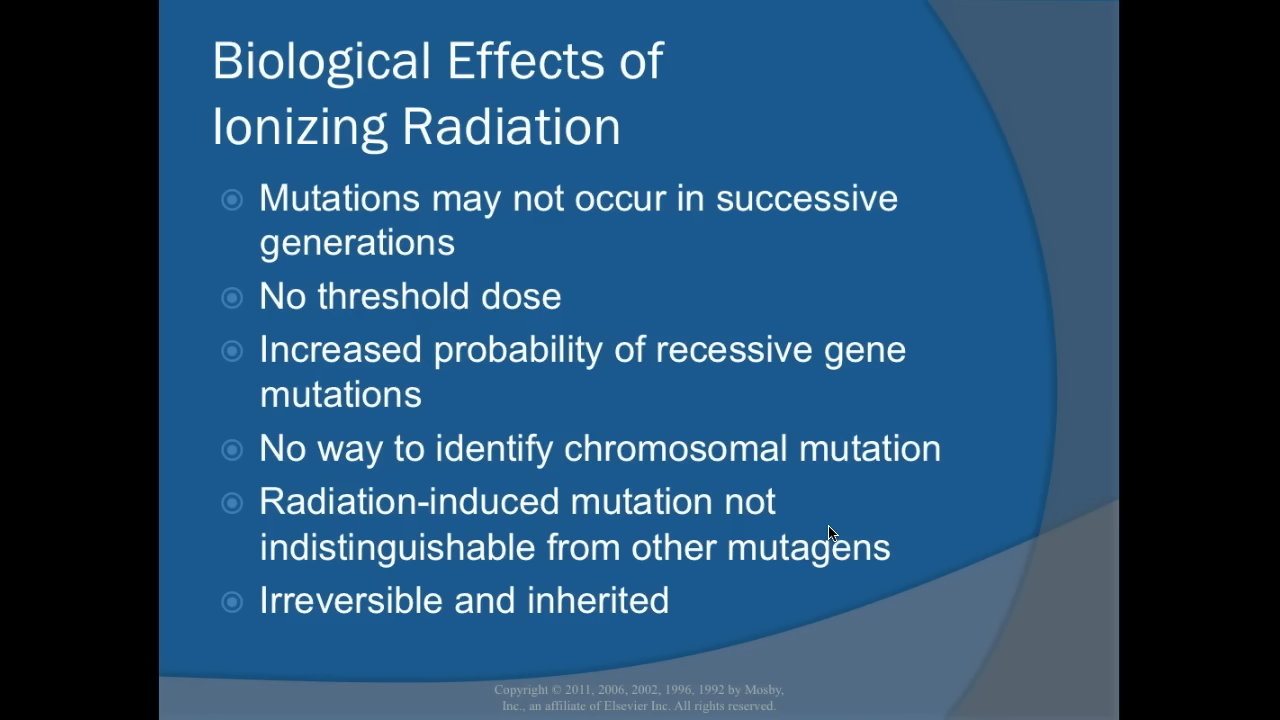 Biological Effects of
Ionizing Radiation
Mutations may not occur in successive
generations
No threshold dose
Increased probability of recessive gene
mutations
No way to identify chromosomal mutation
Radiation-induced mutation not
indistinguishable from other mutagens
Irreversible and inherited
Copyright © 2011, 2006, 2002, 1996, 1992 by Mosby,
Inc., an affiliate of Elsevier Inc. All rights reserved.